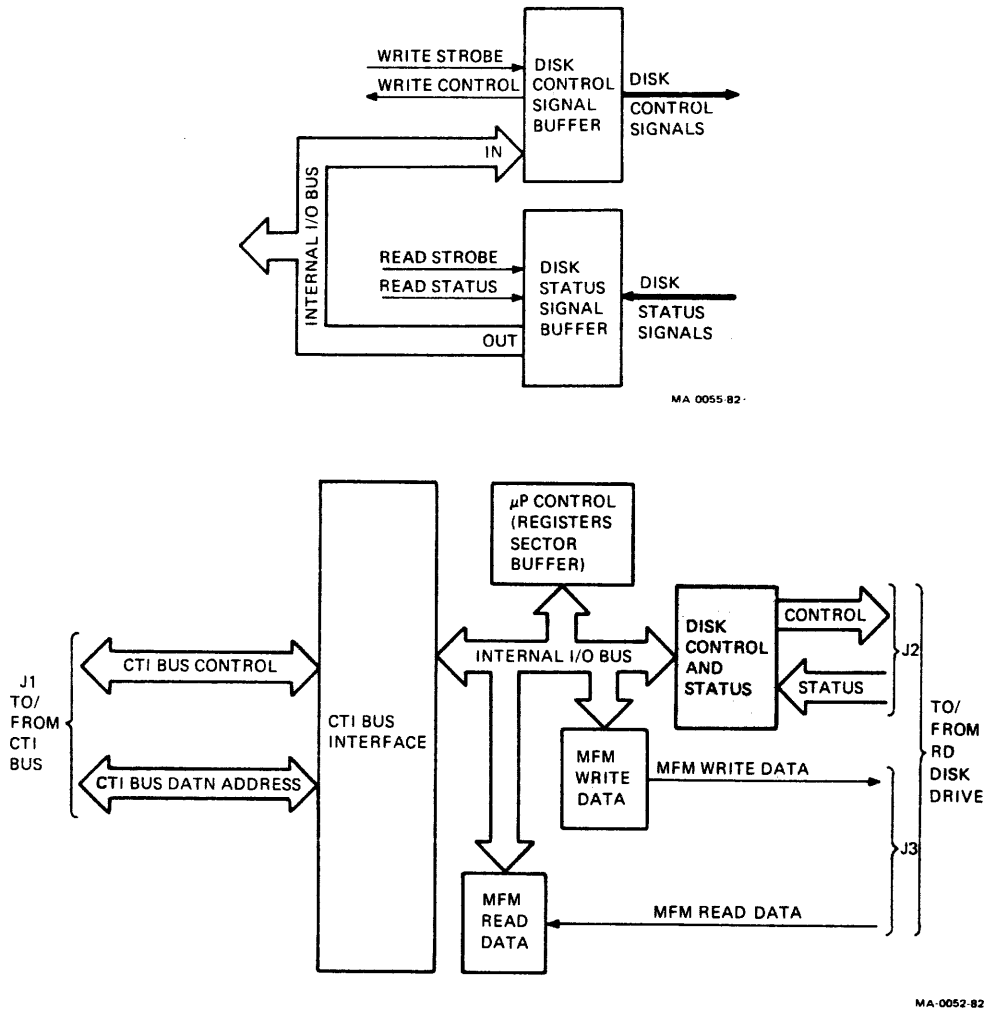 WRITE STROBE
WRITE CONTROL
DISK
CONTROL
SIGNAL
BUFFER
DISK
CONTROL
SIGNALS
IN
INTERNAL I/O BUS
READ STROBE
READ STATUS
DISK
STATUS
SIGNAL
BUFFER
DISK
STATUS
SIGNALS
OUT
MA 0055-82
µP CONTROL
(REGISTERS
SECTOR
BUFFER)
J1
TO/
FROM
CTI
BUS
CTI BUS CONTROL
CTI BUS DATN ADDRESS
CTI BUS
INTERFACE
INTERNAL I/O BUS
DISK
CONTROL
AND
STATUS
CONTROL
STATUS
J2
MFM
WRITE
DATA
MFM WRITE DATA
TO/
FROM
RD
DISK
DRIVE
J3
MFM
READ
DATA
MFM READ DATA
MA-0052-82